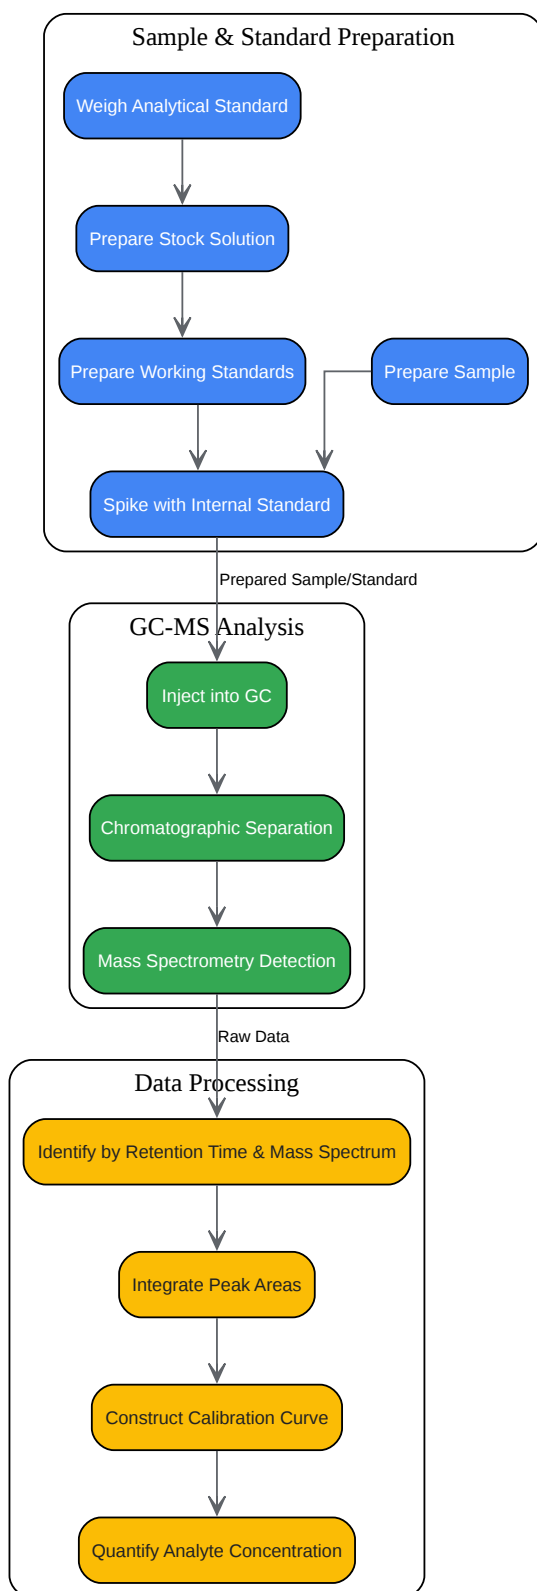 Sample & Standard Preparation
Weigh Analytical Standard
Prepare Stock Solution
Prepare Working Standards
Prepare Sample
Spike with Internal Standard
Prepared Sample/Standard
GC-MS Analysis
Inject into GC
Chromatographic Separation
Mass Spectrometry Detection
Raw Data
Data Processing
Identify by Retention Time & Mass Spectrum
Integrate Peak Areas
Construct Calibration Curve
Quantify Analyte Concentration